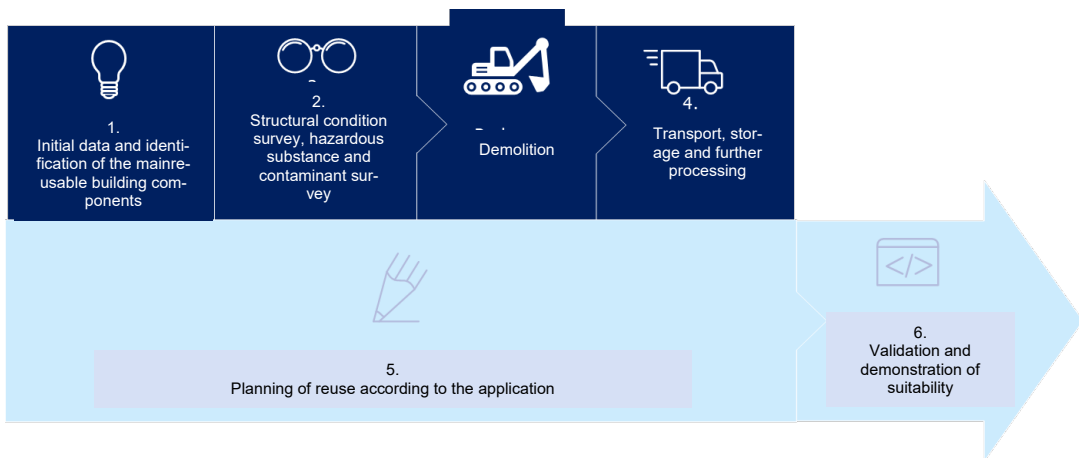 1.
Initial data and identi-
fication of the mainre-
usable building com-
ponents
2.
Structural condition
survey, hazardous
substance and
contaminant sur-
vey
Demolition
4.
Transport, stor-
age and further
processing
</>
5.
Planning of reuse according to the application
6.
Validation and
demonstration of
suitability